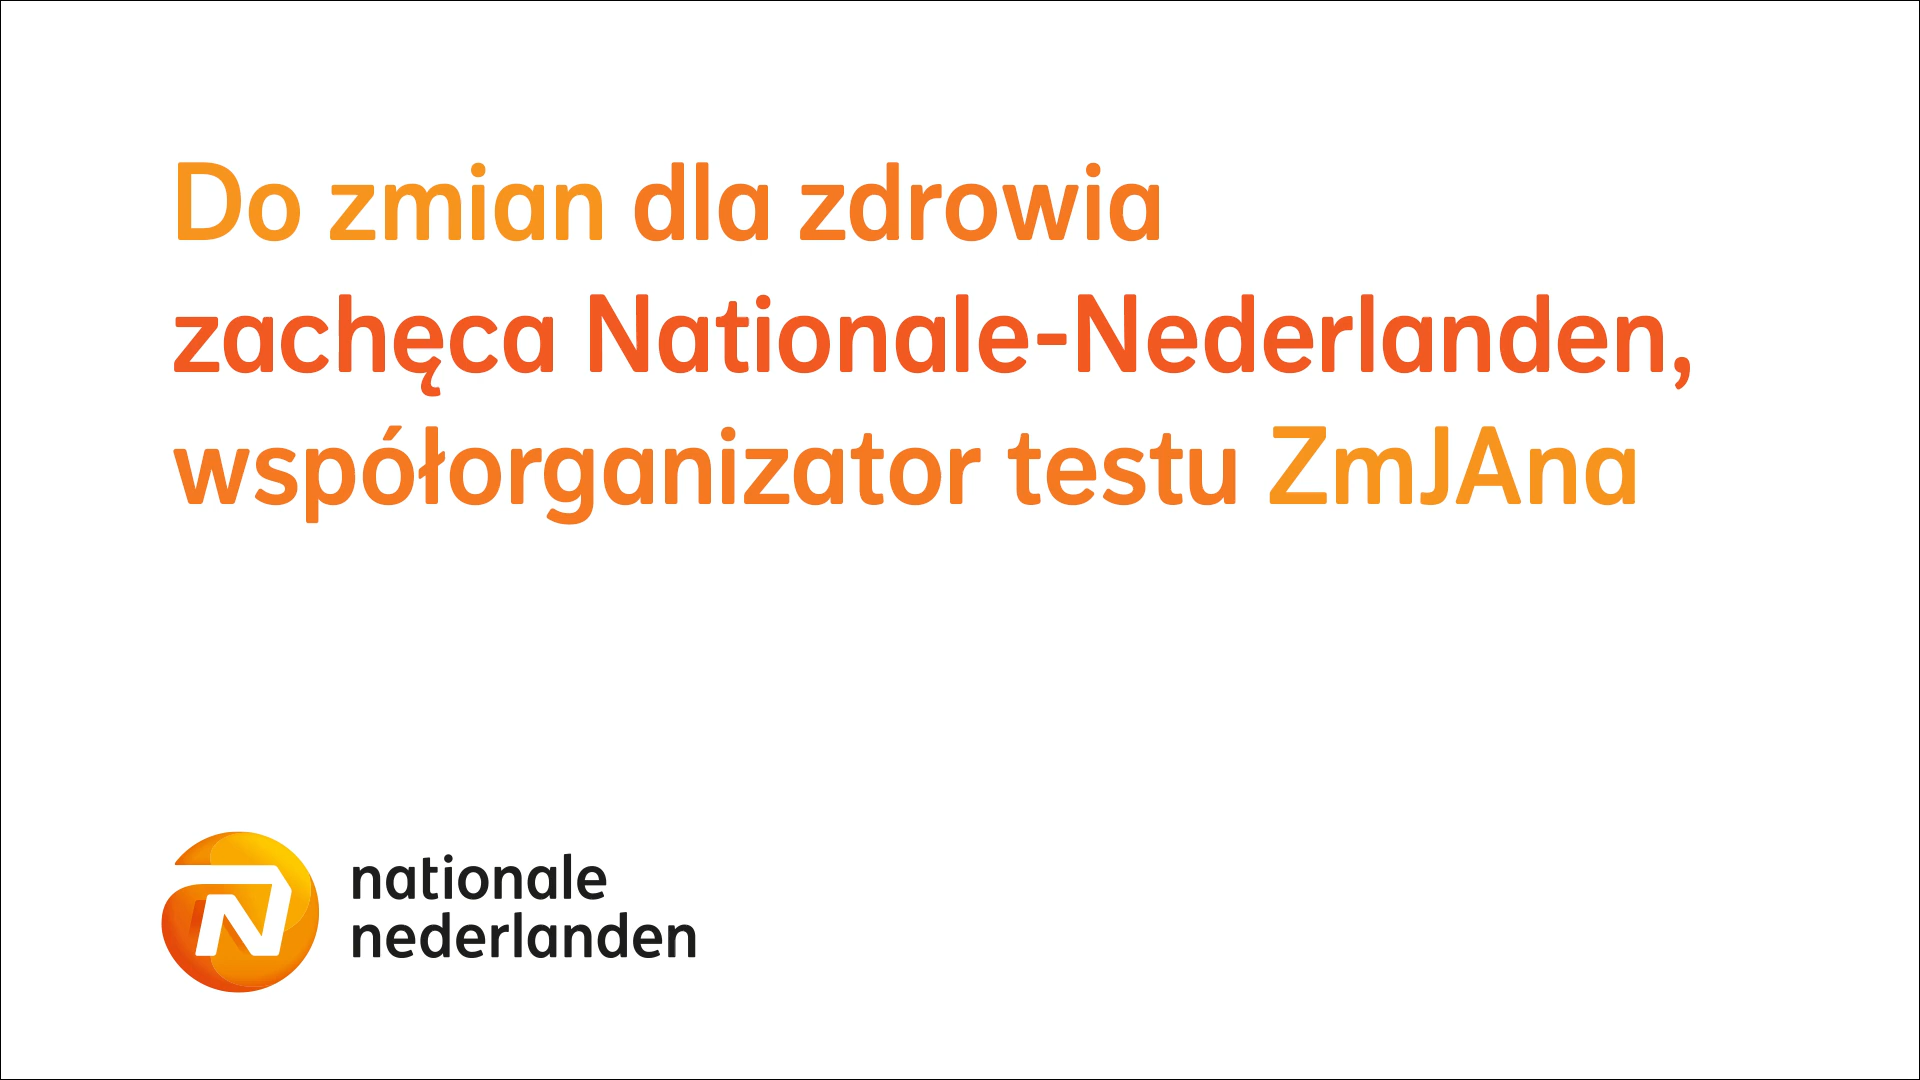 Do zmian dla zdrowia
zachęca Nationale-Nederlanden,
współorganizator testu ZmJAna
nationale
nederlanden